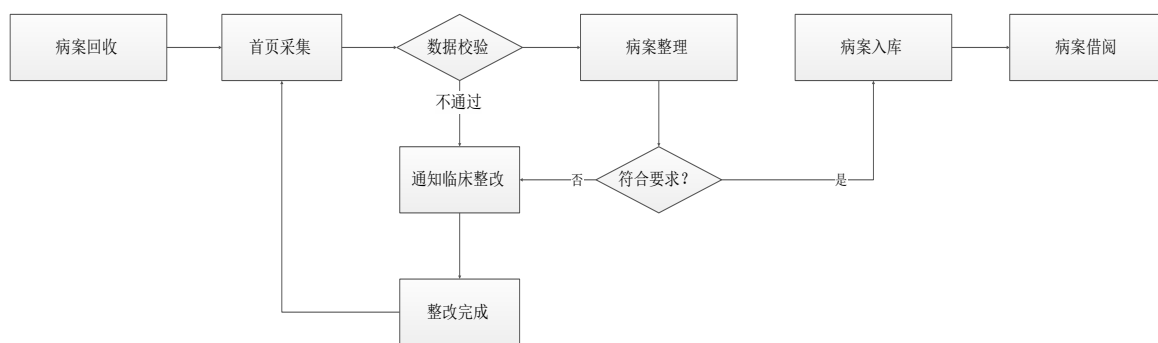 病案回收
首页采集
数据校验
病案整理
病案入库
病案借阅
不通过
通知临床整改
否
符合要求？
是
整改完成